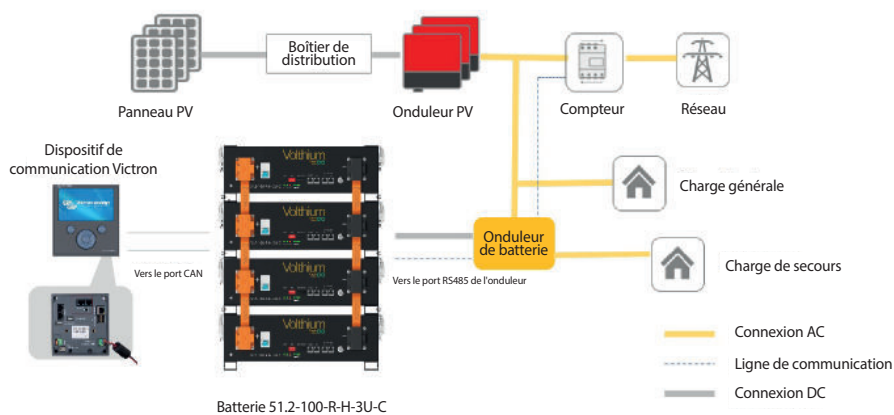 Boîtier de
distribution
Panneau PV
Onduleur PV
Compteur
Réseau
Dispositif de
communication Victron
Volthium
Volthium
Volthium
Volthium
Vers le port CAN
Vers le port RS485 de l'onduleur
Onduleur
de batterie
Charge générale
Charge de secours
Connexion AC
Ligne de communication
Connexion DC
Batterie 51.2-100-R-H-3U-C